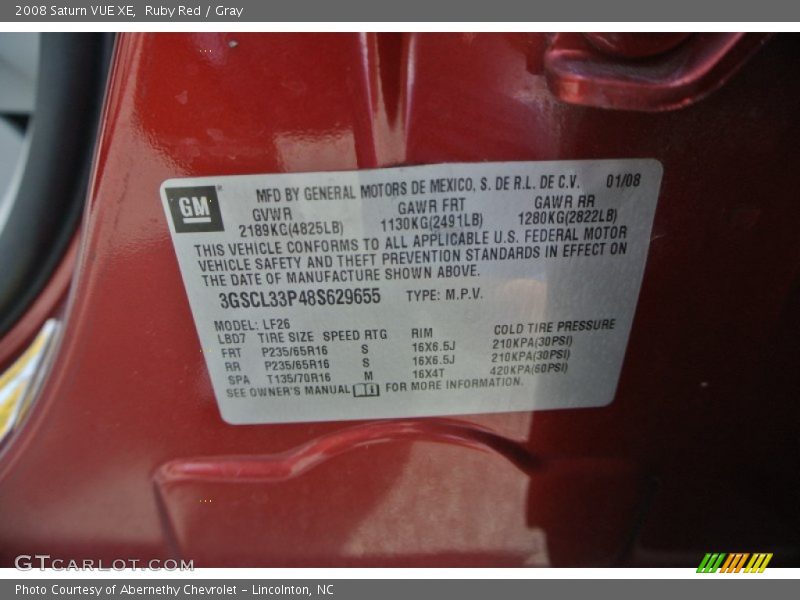 2008 Saturn VUE XE, Ruby Red / Gray
GM
MFD BY GENERAL MOTORS DE MEXICO, S. DE R.L. DE C.V. 01/08
GVWR GAWR FRT GAWR RR
2189KG(4825LB) 1130KG(2491LB) 1280KG(2822LB)
THIS VEHICLE CONFORMS TO ALL APPLICABLE U.S. FEDERAL MOTOR
VEHICLE SAFETY AND THEFT PREVENTION STANDARDS IN EFFECT ON
THE DATE OF MANUFACTURE SHOWN ABOVE.
3GSCL33P48S629655 TYPE: M.P.V.
MODEL: LF26
LBD7 TIRE SIZE SPEED RTG RIM COLD TIRE PRESSURE
FRT P235/65R16 S 16X6.5J 210KPA(30PSI)
RR P235/65R16 S 16X6.5J 210KPA(30PSI)
SPA T135/70R16 M 16X4T 420KPA(60PSI)
SEE OWNER'S MANUAL FOR MORE INFORMATION.
GTCARLOT.COM
Photo Courtesy of Abernethy Chevrolet - Lincolnton, NC